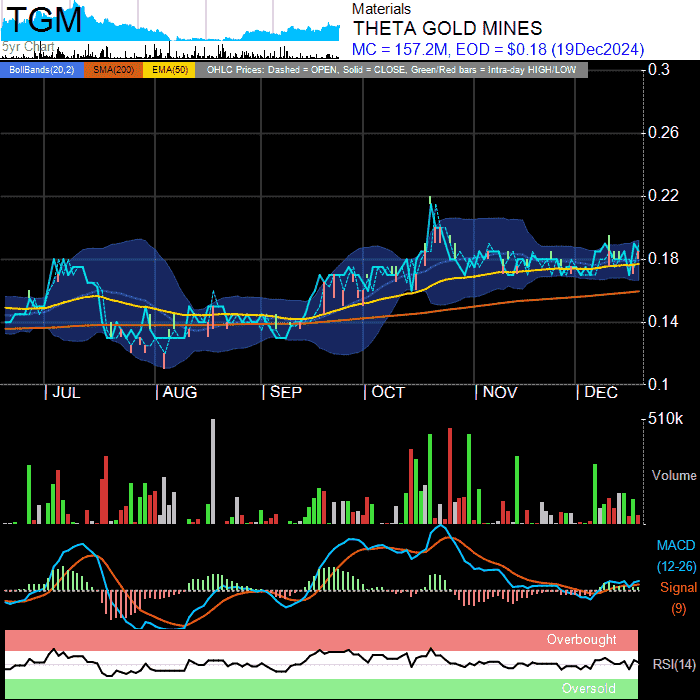 TGM
5yr Chart
Materials
THETA GOLD MINES
MC = 157.2M, EOD = $0.18 (19Dec2024)
BollBands(20,2) SMA(200) EMA(50) OHLC Prices: Dashed = OPEN, Solid = CLOSE, Green/Red bars = Intra-day HIGH/LOW
0.3
0.26
0.22
0.18
0.14
0.1
JUL AUG SEP OCT NOV DEC
510k
Volume
MACD
(12-26)
Signal
(9)
Overbought
RSI(14)
Oversold